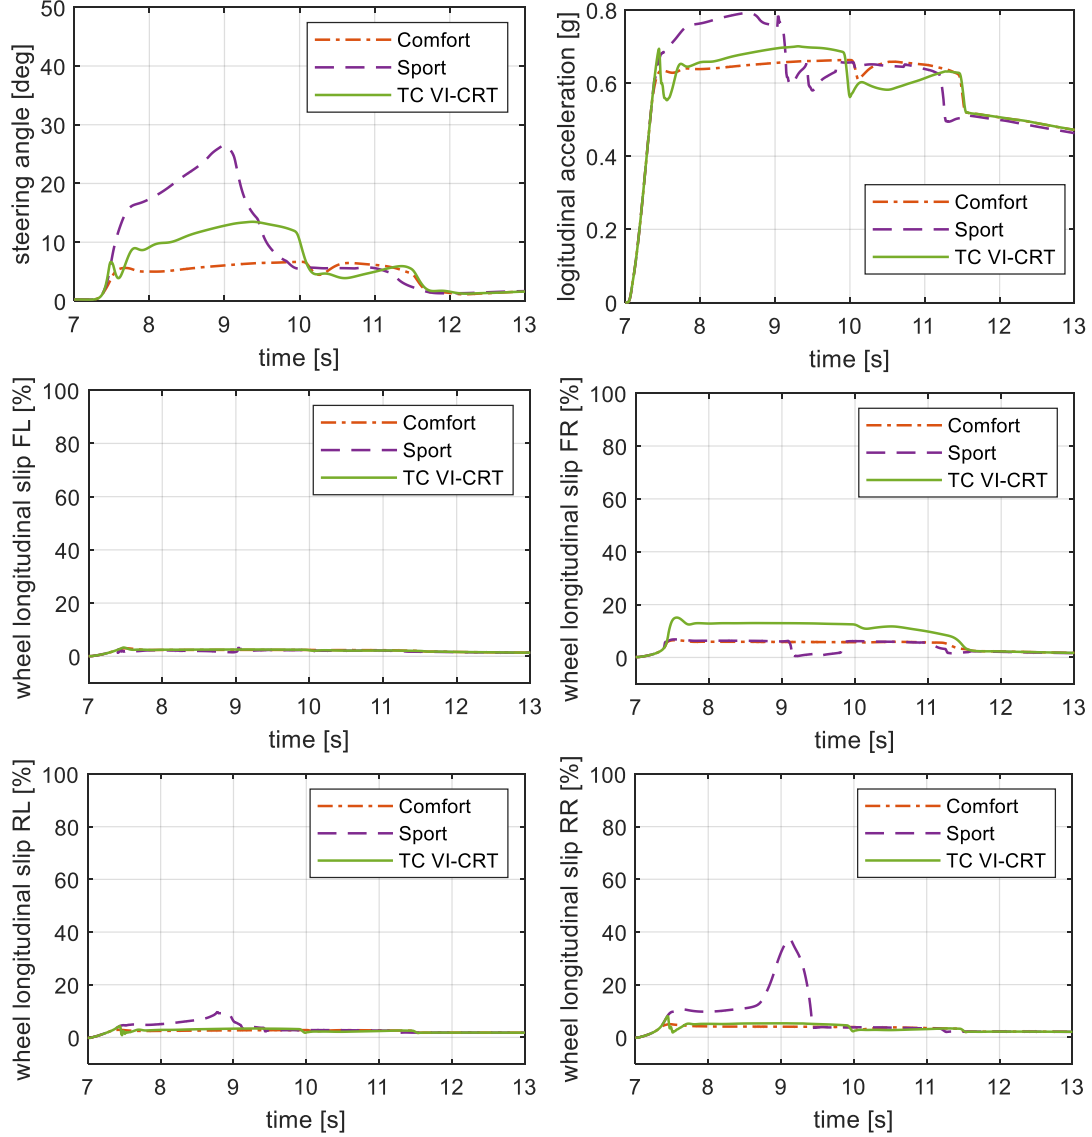 steering angle [deg]
50
40
30
20
10
0
Comfort
Sport
TC VI-CRT
7 8 9 10 11 12 13
time [s]
logitudinal acceleration [g]
0.8
0.6
0.4
0.2
0
Comfort
Sport
TC VI-CRT
7 8 9 10 11 12 13
time [s]
wheel longitudinal slip FL [%]
100
80
60
40
20
0
Comfort
Sport
TC VI-CRT
7 8 9 10 11 12 13
time [s]
wheel longitudinal slip FR [%]
100
80
60
40
20
0
Comfort
Sport
TC VI-CRT
7 8 9 10 11 12 13
time [s]
wheel longitudinal slip RL [%]
100
80
60
40
20
0
Comfort
Sport
TC VI-CRT
7 8 9 10 11 12 13
time [s]
wheel longitudinal slip RR [%]
100
80
60
40
20
0
Comfort
Sport
TC VI-CRT
7 8 9 10 11 12 13
time [s]